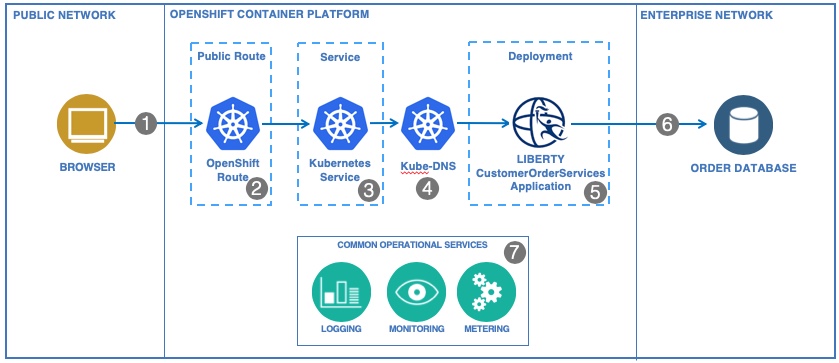 PUBLIC NETWORK
OPENSHIFT CONTAINER PLATFORM
ENTERPRISE NETWORK
Public Route
Service
Deployment
1
6
BROWSER
OpenShift
Route
2
Kubernetes
Service
3
Kube-DNS
4
LIBERTY
CustomerOrderServices
Application
5
ORDER DATABASE
COMMON OPERATIONAL SERVICES
7
LOGGING
MONITORING
METERING